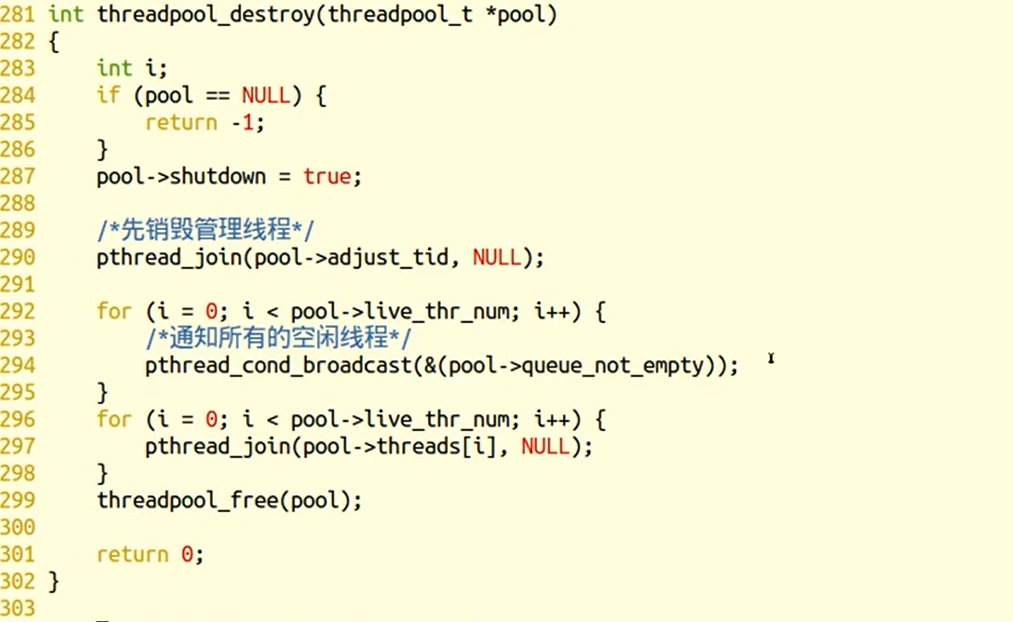 281 int threadpool_destroy(threadpool_t *pool)
282 {
283     int i;
284     if (pool == NULL) {
285         return -1;
286     }
287     pool->shutdown = true;
288
289     /*先销毁管理线程*/
290     pthread_join(pool->adjust_tid, NULL);
291
292     for (i = 0; i < pool->live_thr_num; i++) {
293         /*通知所有的空闲线程*/
294         pthread_cond_broadcast(&(pool->queue_not_empty));
295     }
296     for (i = 0; i < pool->live_thr_num; i++) {
297         pthread_join(pool->threads[i], NULL);
298     }
299     threadpool_free(pool);
300
301     return 0;
302 }
303